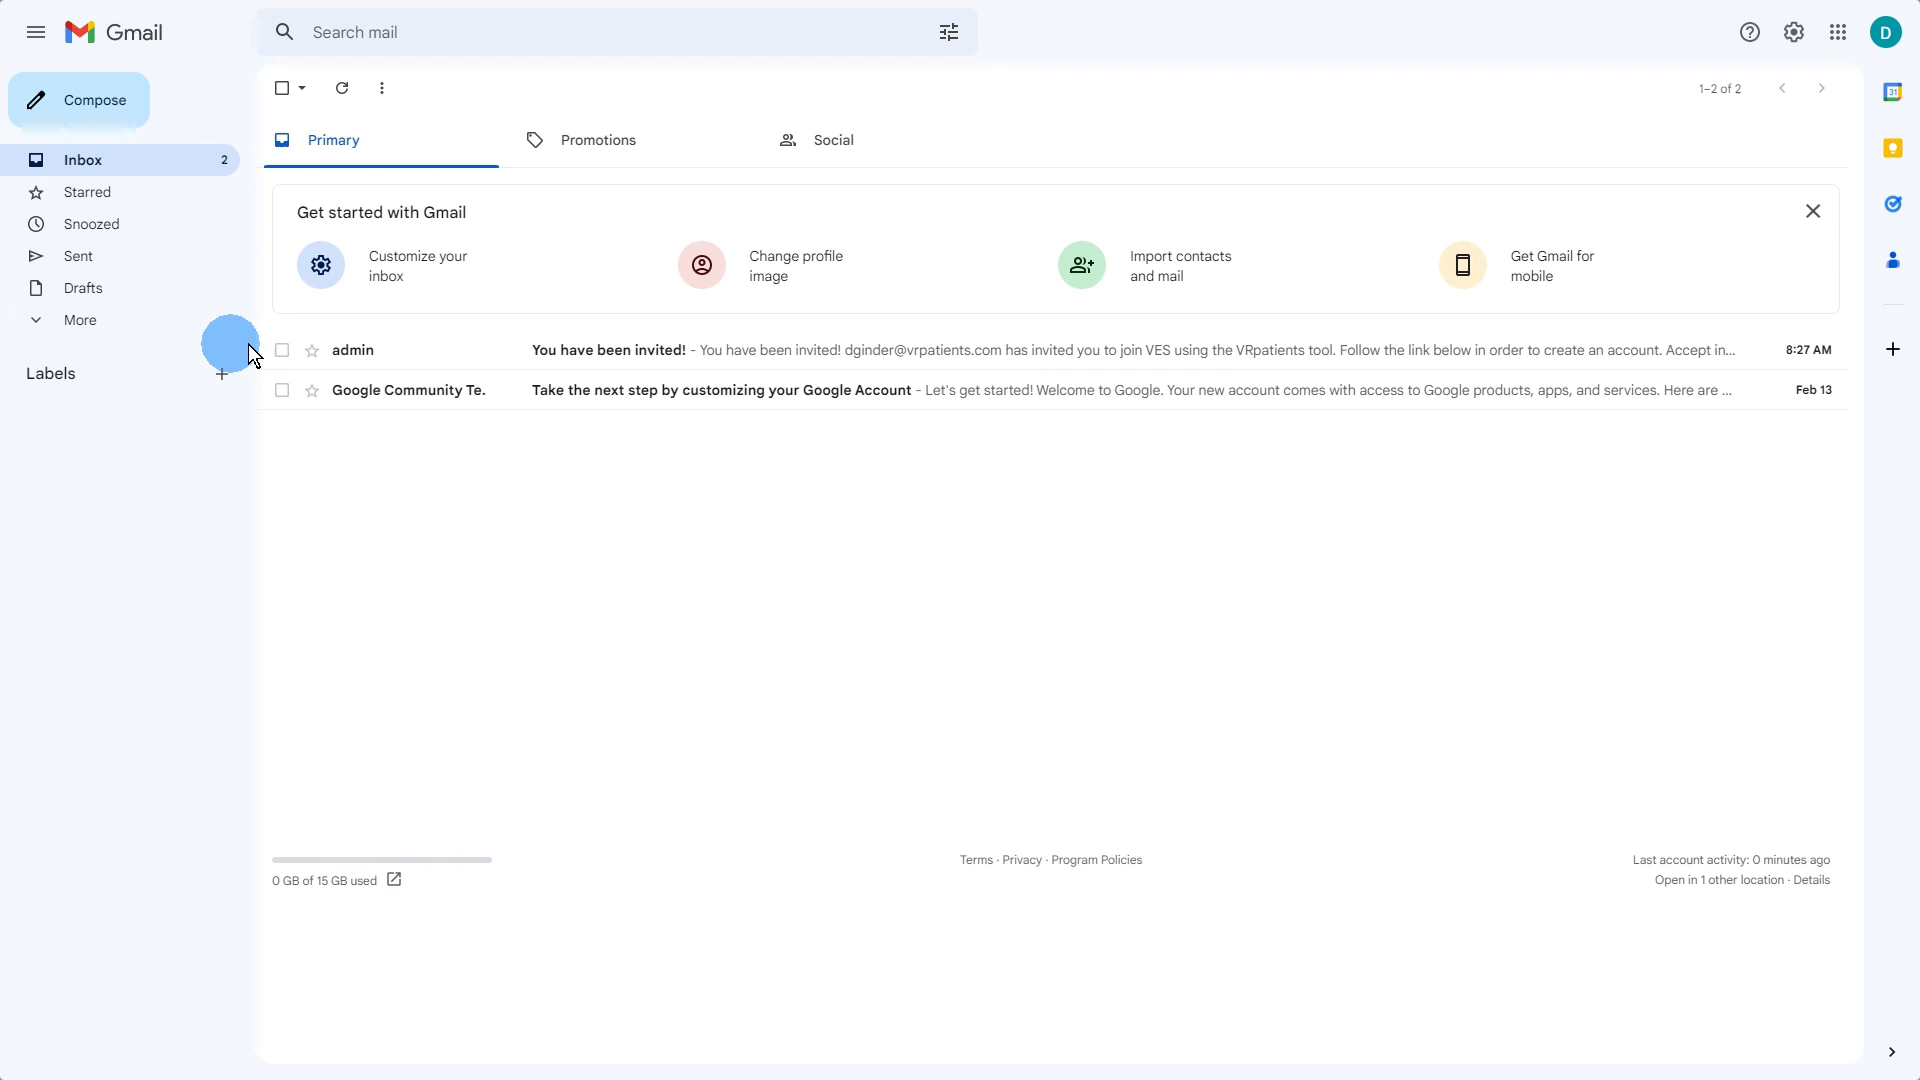 Gmail
Search mail
D
1–2 of 2
31
Compose
Primary
Promotions
Social
Inbox 2
Starred
Snoozed
Sent
Drafts
More
Labels
Get started with Gmail
Customize your
inbox
Change profile
image
Import contacts
and mail
Get Gmail for
mobile
admin You have been invited! - You have been invited! dginder@vrpatients.com has invited you to join VES using the VRpatients tool. Follow the link below in order to create an account. Accept in... 8:27 AM
Google Community Te. Take the next step by customizing your Google Account - Let's get started! Welcome to Google. Your new account comes with access to Google products, apps, and services. Here are ... Feb 13
0 GB of 15 GB used
Terms · Privacy · Program Policies
Last account activity: 0 minutes ago
Open in 1 other location · Details